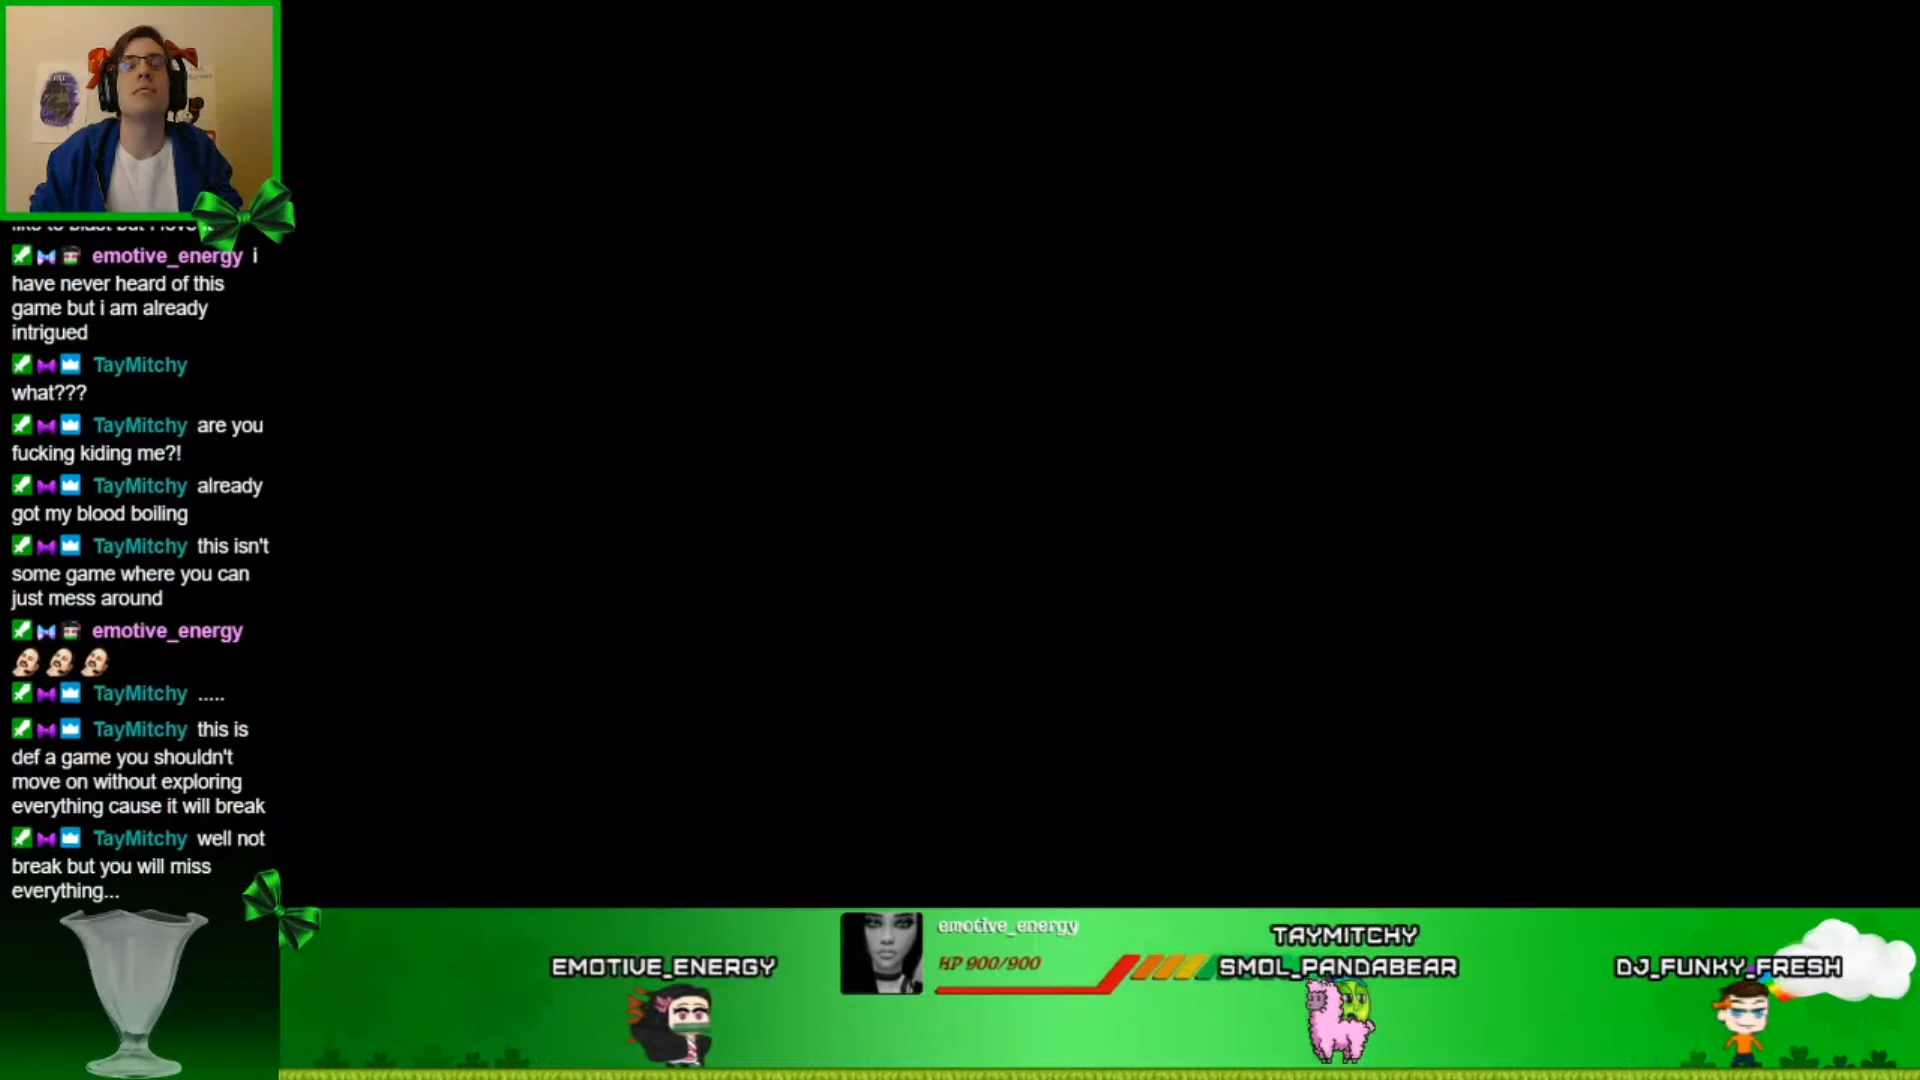 emotive_energy i
have never heard of this
game but i am already
intrigued
TayMitchy
what???
TayMitchy are you
fucking kiding me?!
TayMitchy already
got my blood boiling
TayMitchy this isn't
some game where you can
just mess around
emotive_energy
TayMitchy .....
TayMitchy this is
def a game you shouldn't
move on without exploring
everything cause it will break
TayMitchy well not
break but you will miss
everything...
EMOTIVE_ENERGY
emotive_energy
HP 900/900
TAYMITCHY
SMOL_PANDABEAR
DJ_FUNKY_FRESH